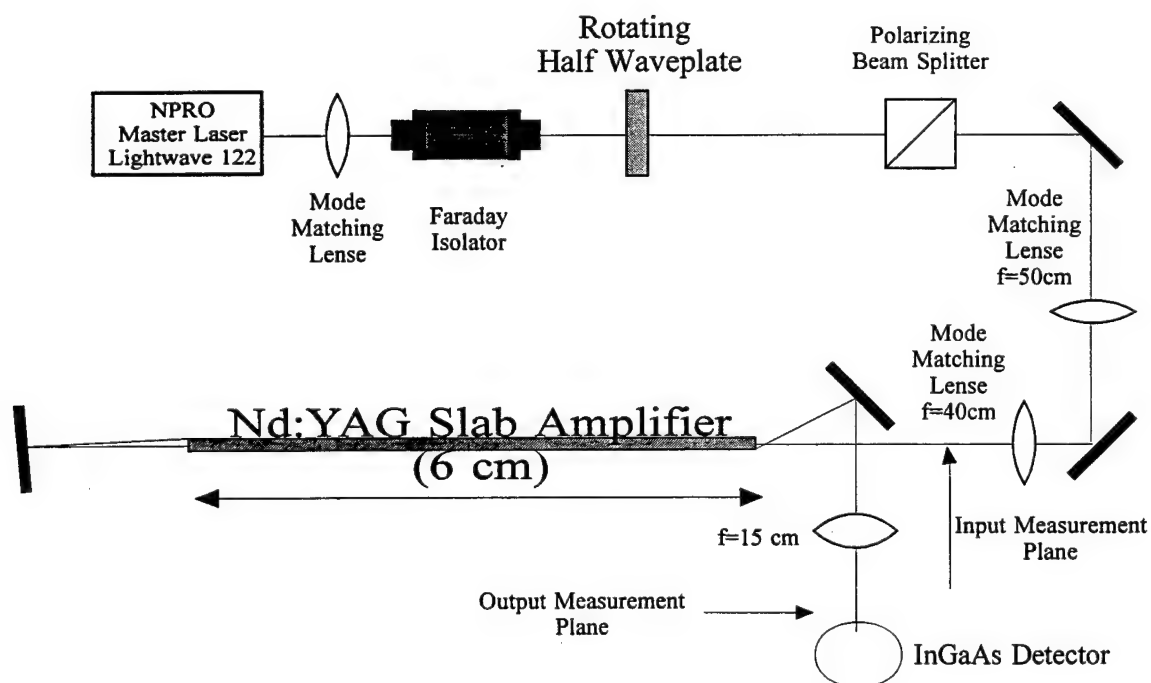 Rotating
Half Waveplate
Polarizing
Beam Splitter
NPRO
Master Laser
Lightwave 122
Mode
Matching
Lense
Faraday
Isolator
Mode
Matching
Lense
f=50cm
Mode
Matching
Lense
f=40cm
Nd:YAG Slab Amplifier
(6 cm)
f=15 cm
Input Measurement
Plane
Output Measurement
Plane
InGaAs Detector